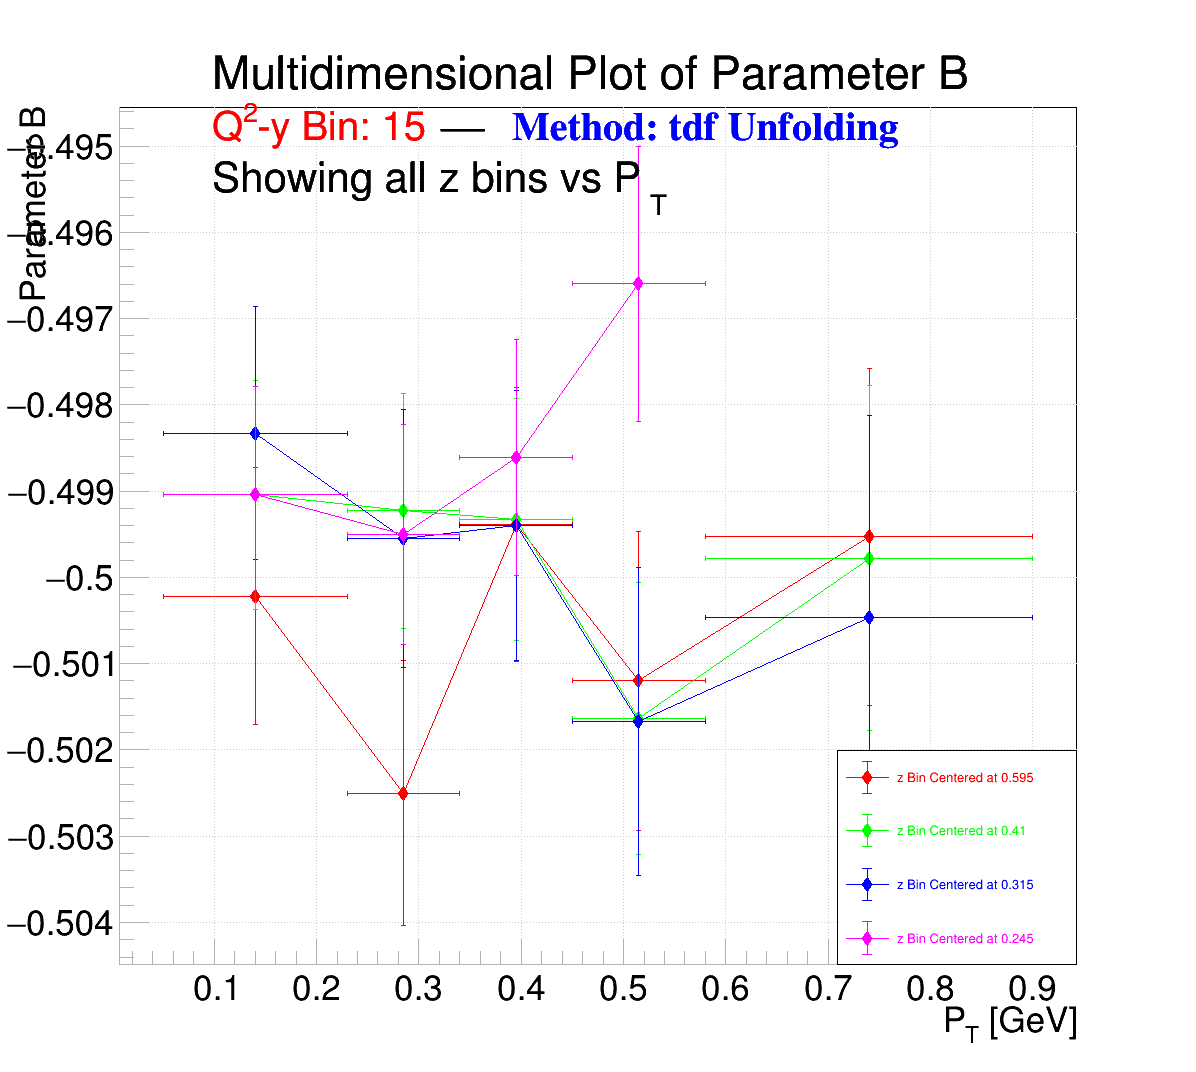 Multidimensional Plot of Parameter B
Q²-y Bin: 15 — Method: tdf Unfolding
Showing all z bins vs P_T
Parameter B
−0.495
−0.496
−0.497
−0.498
−0.499
−0.5
−0.501
−0.502
−0.503
−0.504
z Bin Centered at 0.595
z Bin Centered at 0.41
z Bin Centered at 0.315
z Bin Centered at 0.245
0.1 0.2 0.3 0.4 0.5 0.6 0.7 0.8 0.9
P_T [GeV]